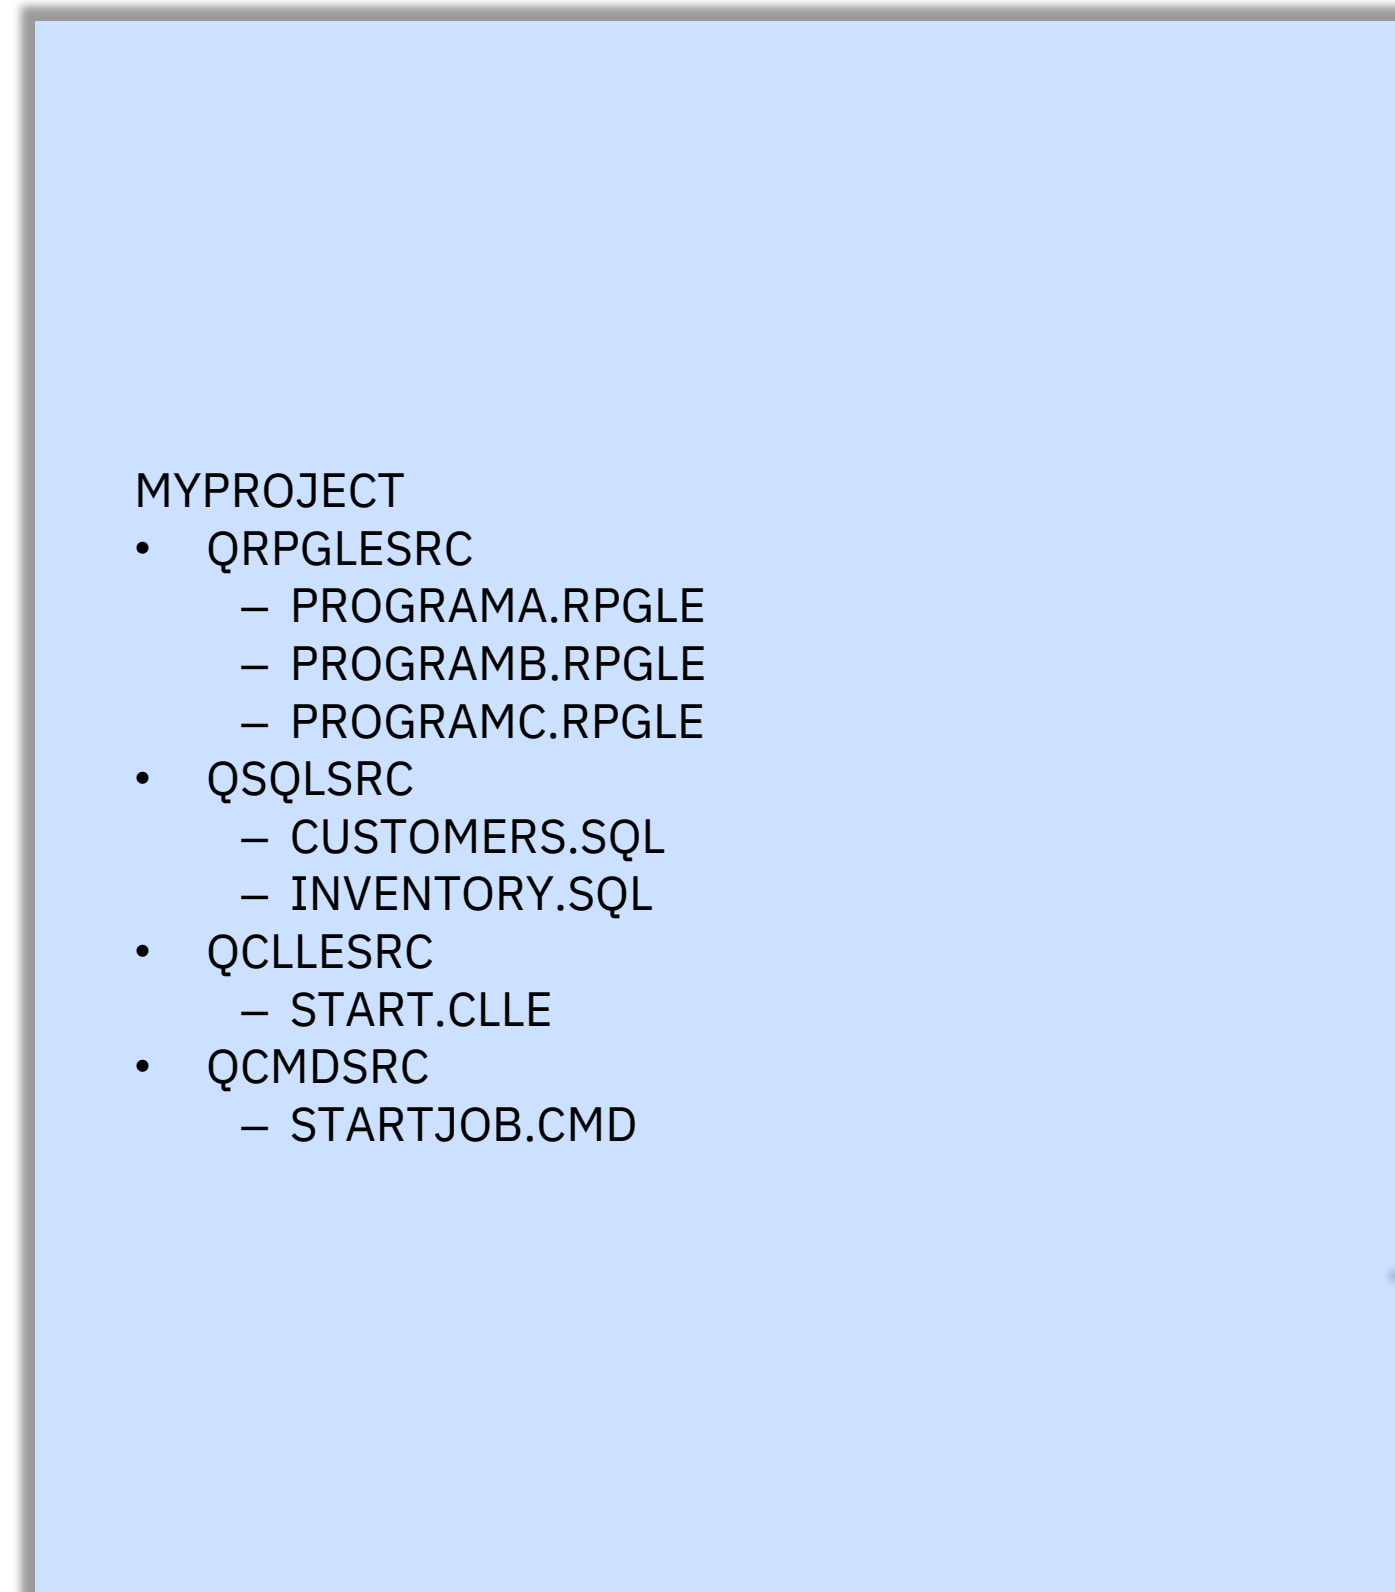 MYPROJECT
• QRPGLESRC
– PROGRAMA.RPGLE
– PROGRAMB.RPGLE
– PROGRAMC.RPGLE
• QSQLSRC
– CUSTOMERS.SQL
– INVENTORY.SQL
• QCLLESRC
– START.CLLE
• QCMDSRC
– STARTJOB.CMD